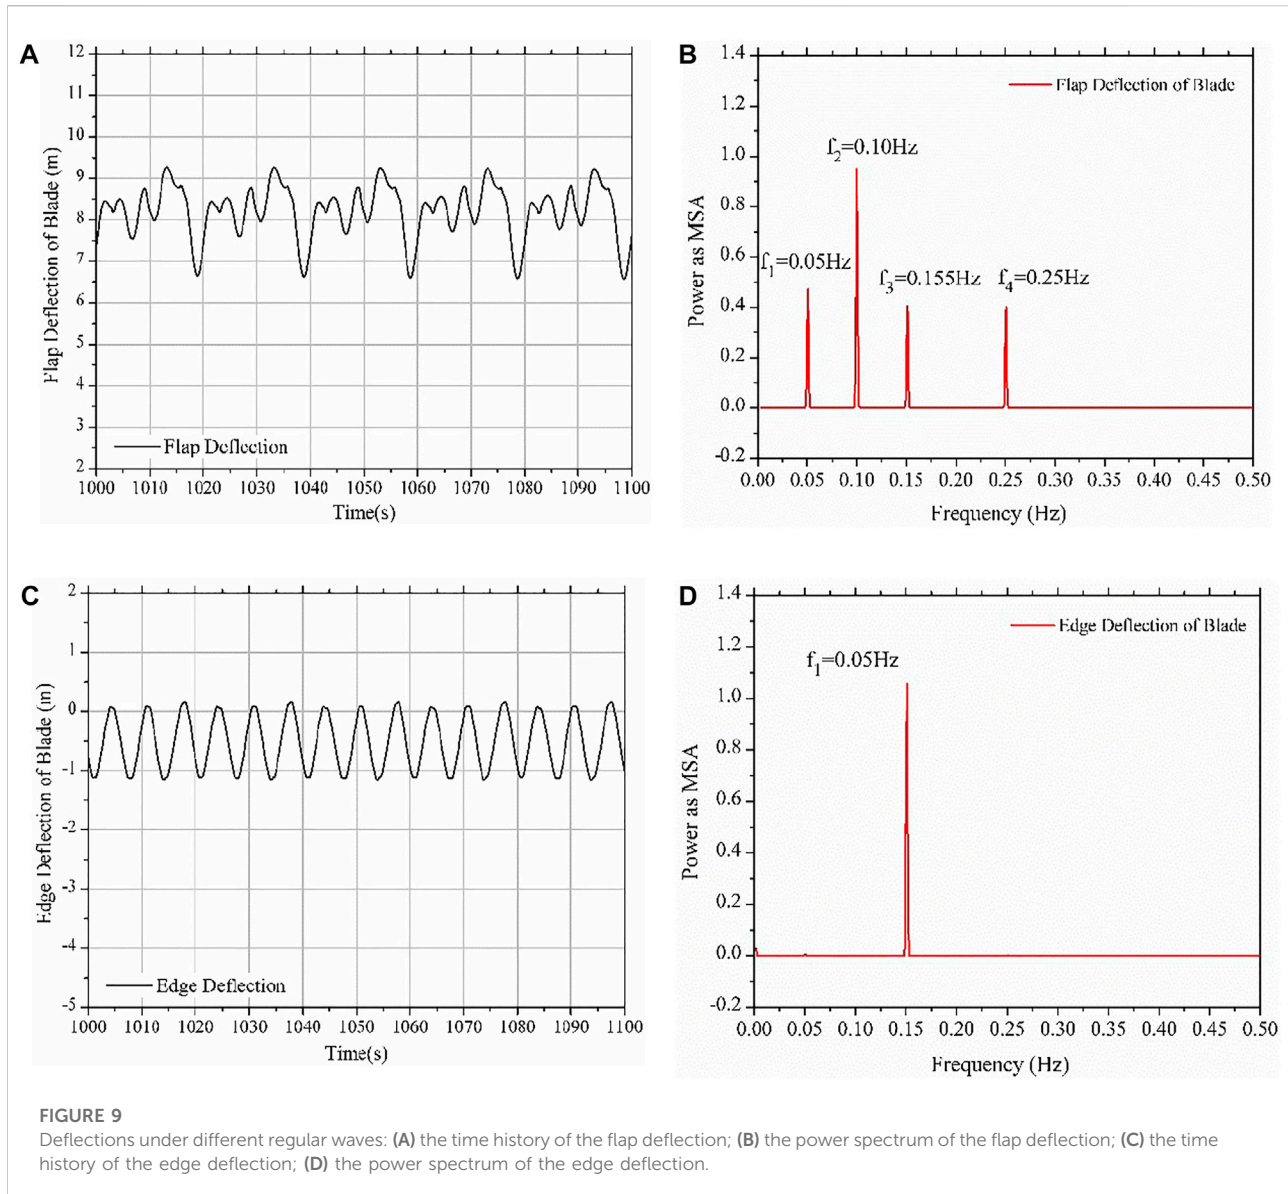 A
12
11
10
9
8
7
6
5
4
3
2
Flap Deflection of Blade (m)
Flap Deflection
1000 1010 1020 1030 1040 1050 1060 1070 1080 1090 1100
Time(s)
B
1.4
1.2
1.0
0.8
0.6
0.4
0.2
0.0
-0.2
Power as MSA
Flap Deflection of Blade
f2=0.10Hz
f1=0.05Hz
f3=0.155Hz
f4=0.25Hz
0.00 0.05 0.10 0.15 0.20 0.25 0.30 0.35 0.40 0.45 0.50
Frequency (Hz)
C
2
1
0
-1
-2
-3
-4
-5
Edge Deflection of Blade (m)
Edge Deflection
1000 1010 1020 1030 1040 1050 1060 1070 1080 1090 1100
Time(s)
D
1.4
1.2
1.0
0.8
0.6
0.4
0.2
0.0
-0.2
Power as MSA
Edge Deflection of Blade
f1=0.05Hz
0.00 0.05 0.10 0.15 0.20 0.25 0.30 0.35 0.40 0.45 0.50
Frequency (Hz)
FIGURE 9
Deflections under different regular waves: (A) the time history of the flap deflection; (B) the power spectrum of the flap deflection; (C) the time
history of the edge deflection; (D) the power spectrum of the edge deflection.